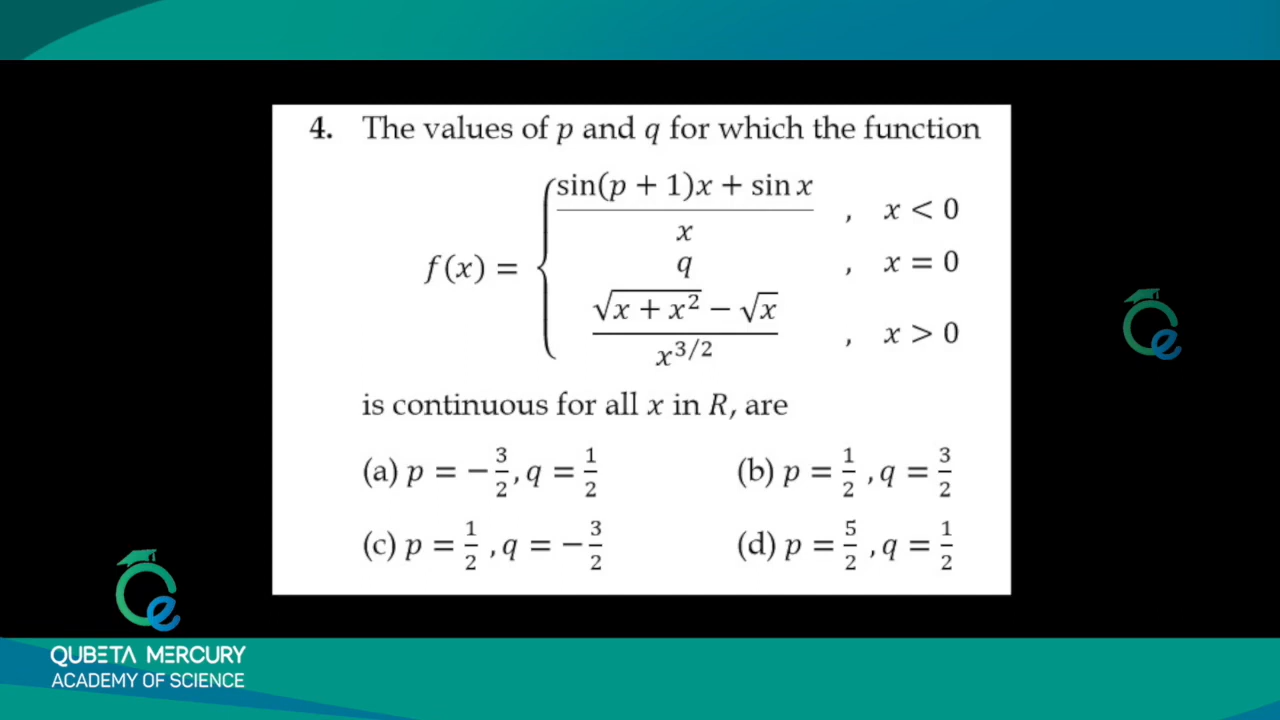 4. The values of p and q for which the function
f(x) = { sin(p + 1)x + sin x / x , x < 0
q , x = 0
√(x + x²) − √x / x^{3/2} , x > 0
is continuous for all x in R, are
(a) p = −3/2, q = 1/2 (b) p = 1/2, q = 3/2
(c) p = 1/2, q = −3/2 (d) p = 5/2, q = 1/2
QUBETA MERCURY
ACADEMY OF SCIENCE